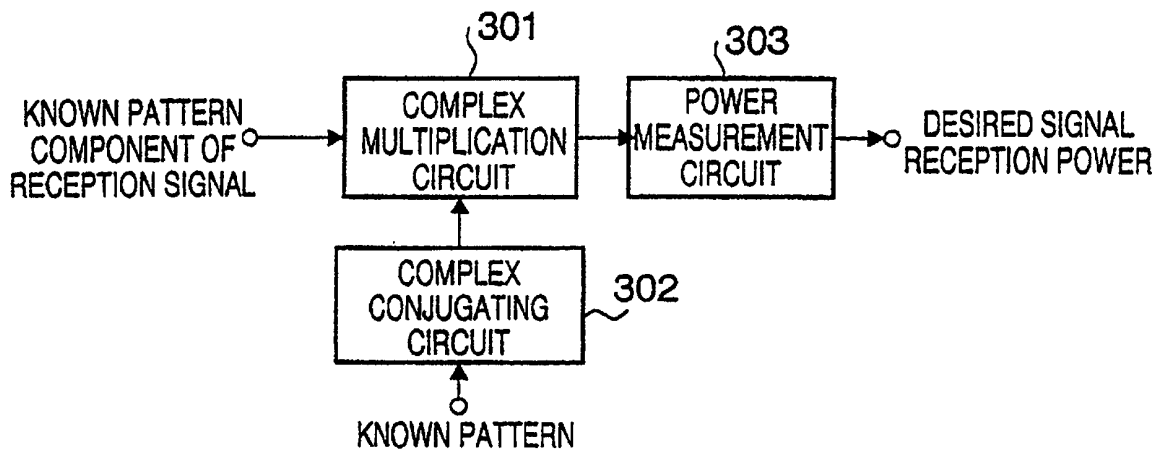 301
303
KNOWN PATTERN
COMPONENT OF
RECEPTION SIGNAL
COMPLEX
MULTIPLICATION
CIRCUIT
POWER
MEASUREMENT
CIRCUIT
DESIRED SIGNAL
RECEPTION POWER
COMPLEX
CONJUGATING
CIRCUIT
302
KNOWN PATTERN